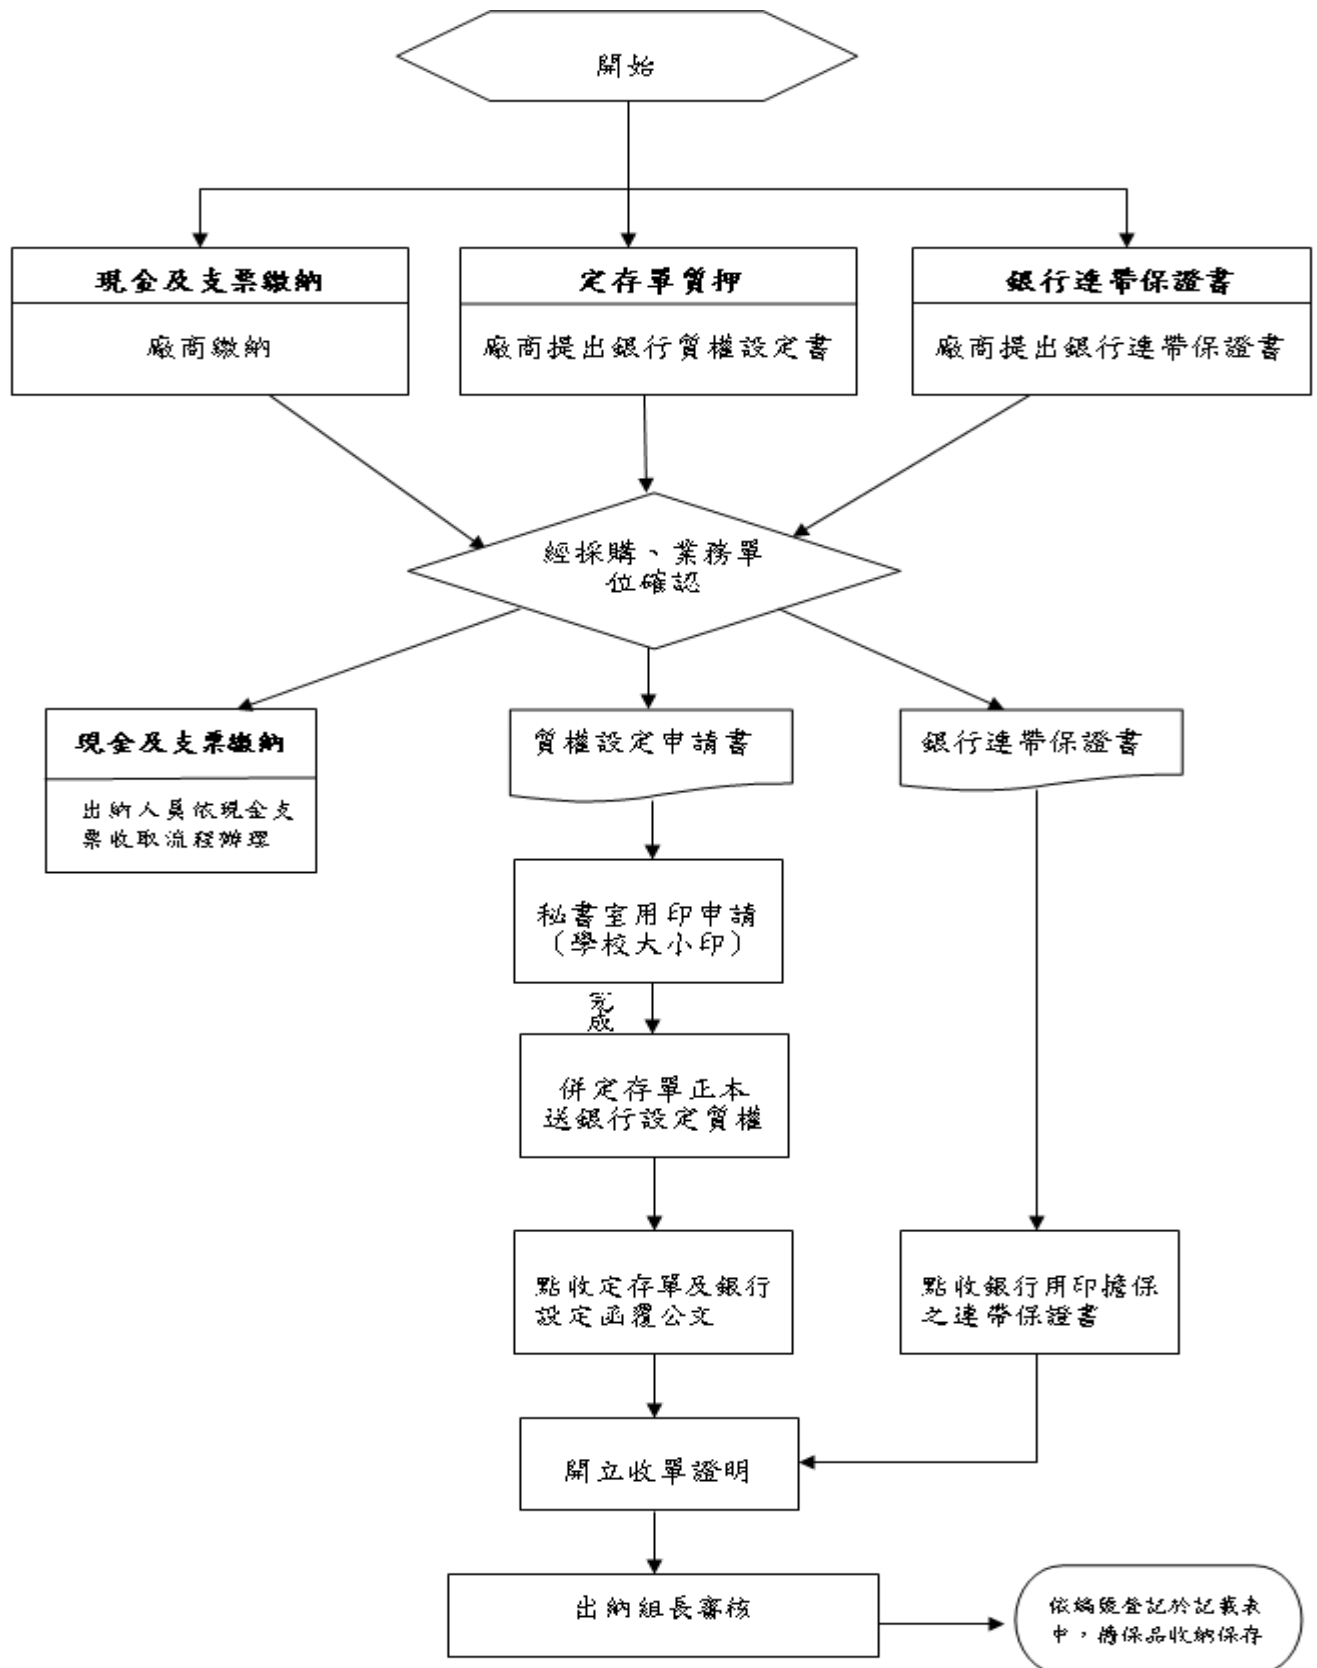 開始
現金及支票繳納
廠商繳納
定存單質押
廠商提出銀行質權設定書
銀行連帶保證書
廠商提出銀行連帶保證書
經採購、業務單
位確認
現金及支票繳納
出納人員依現金支
票收取流程辦理
質權設定申請書
銀行連帶保證書
秘書室用印申請
(學校大小印)
完
成
併定存單正本
送銀行設定質權
點收定存單及銀行
設定函覆公文
點收銀行用印擔保
之連帶保證書
開立收單證明
出納組長審核
依編號登記於記載表
中,將保品收納保存